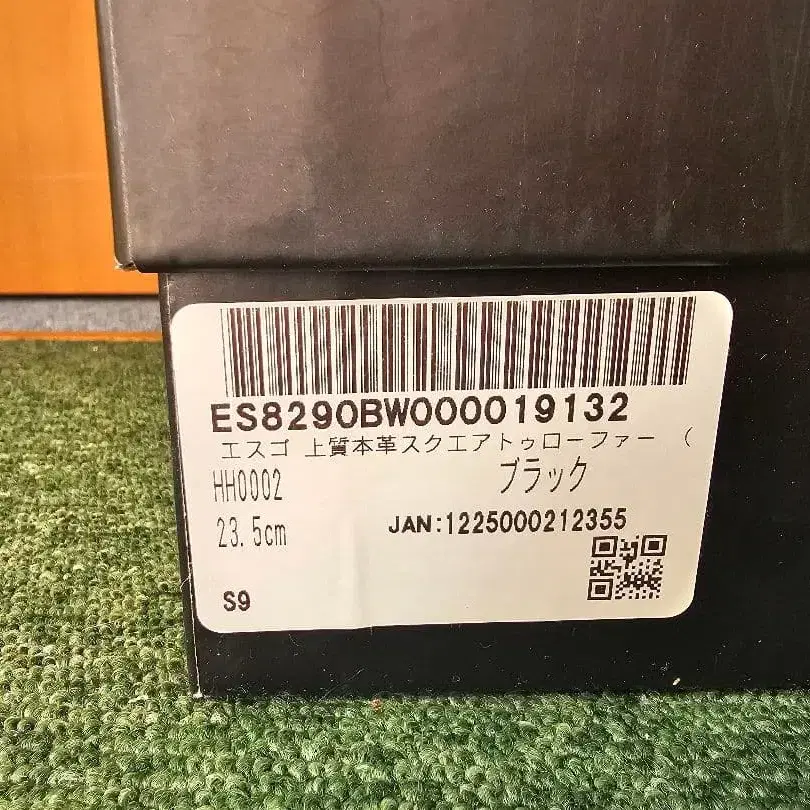 ES8290BW000019132
エスゴ 上質本革スクエアトゥローファー （
HH0002 ブラック
23.5cm JAN:1225000212355
S9